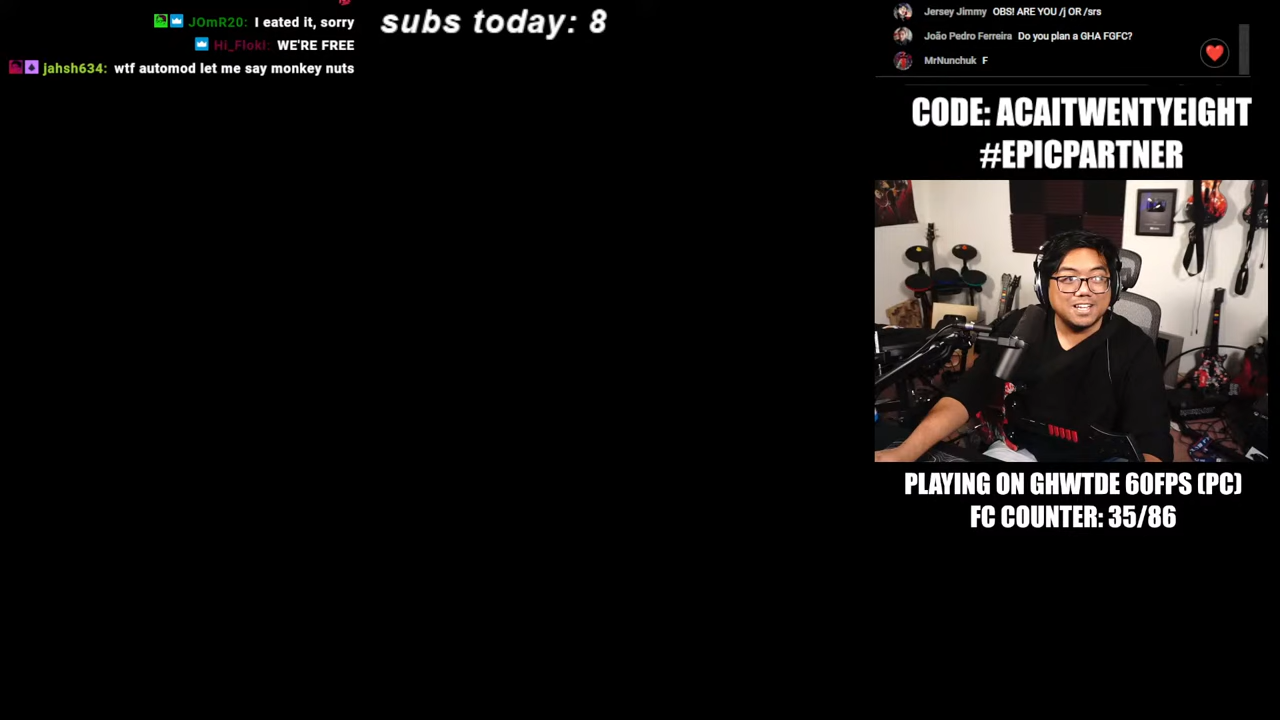 JOmR20: I eated it, sorry
Hi_Floki: WE'RE FREE
jahsh634: wtf automod let me say monkey nuts
subs today: 8
Jersey Jimmy OBS! ARE YOU /j OR /srs
João Pedro Ferreira Do you plan a GHA FGFC?
MrNunchuk F
CODE: ACAITWENTYEIGHT
#EPICPARTNER
PLAYING ON GHWTDE 60FPS (PC)
FC COUNTER: 35/86